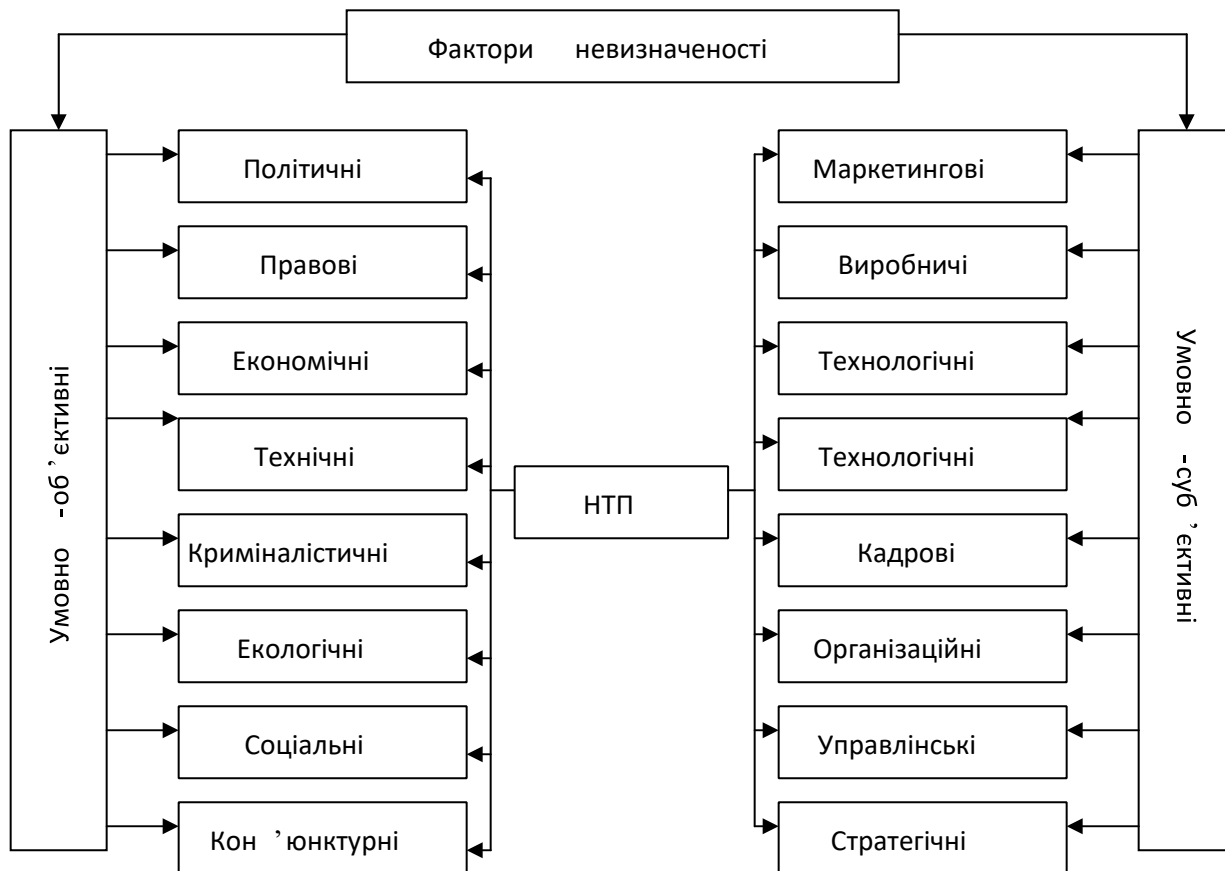 Фактори невизначеності
Умовно -об’єктивні
Політичні
Правові
Економічні
Технічні
Криміналістичні
Екологічні
Соціальні
Кон ’юнктурні
НТП
Маркетингові
Виробничі
Технологічні
Технологічні
Кадрові
Організаційні
Управлінські
Стратегічні
Умовно -суб’єктивні